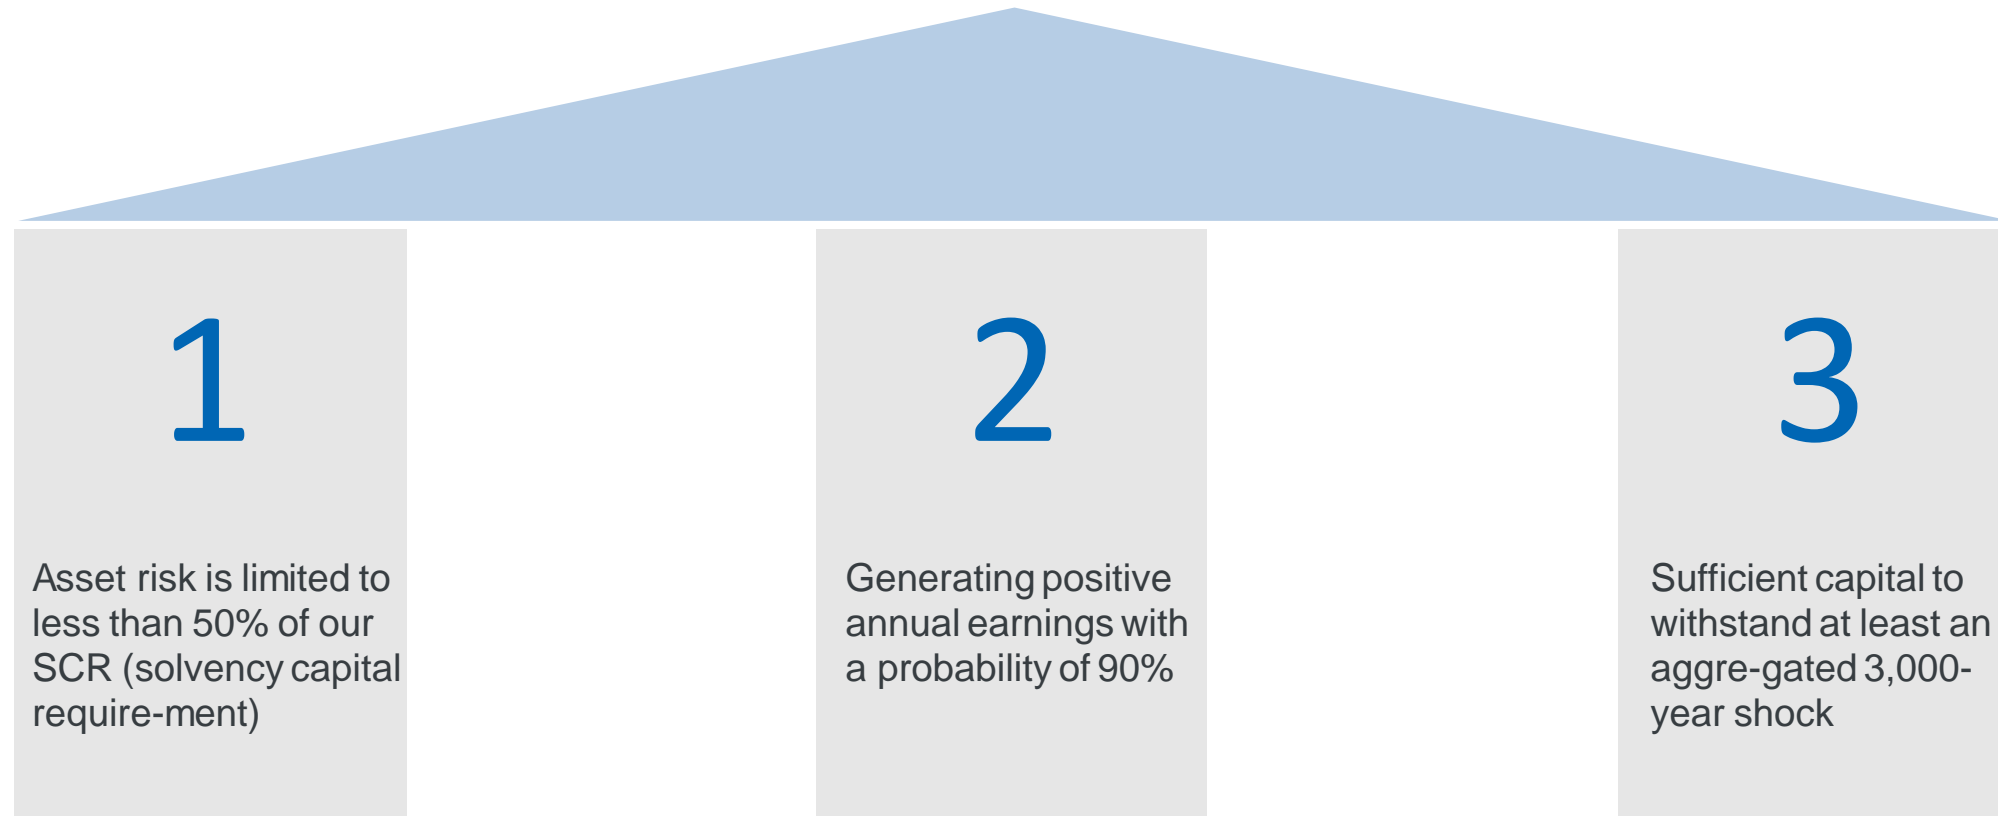 1
Asset risk is limited to
less than 50% of our
SCR (solvency capital
require-ment)
2
Generating positive
annual earnings with
a probability of 90%
3
Sufficient capital to
withstand at least an
aggre-gated 3,000-
year shock